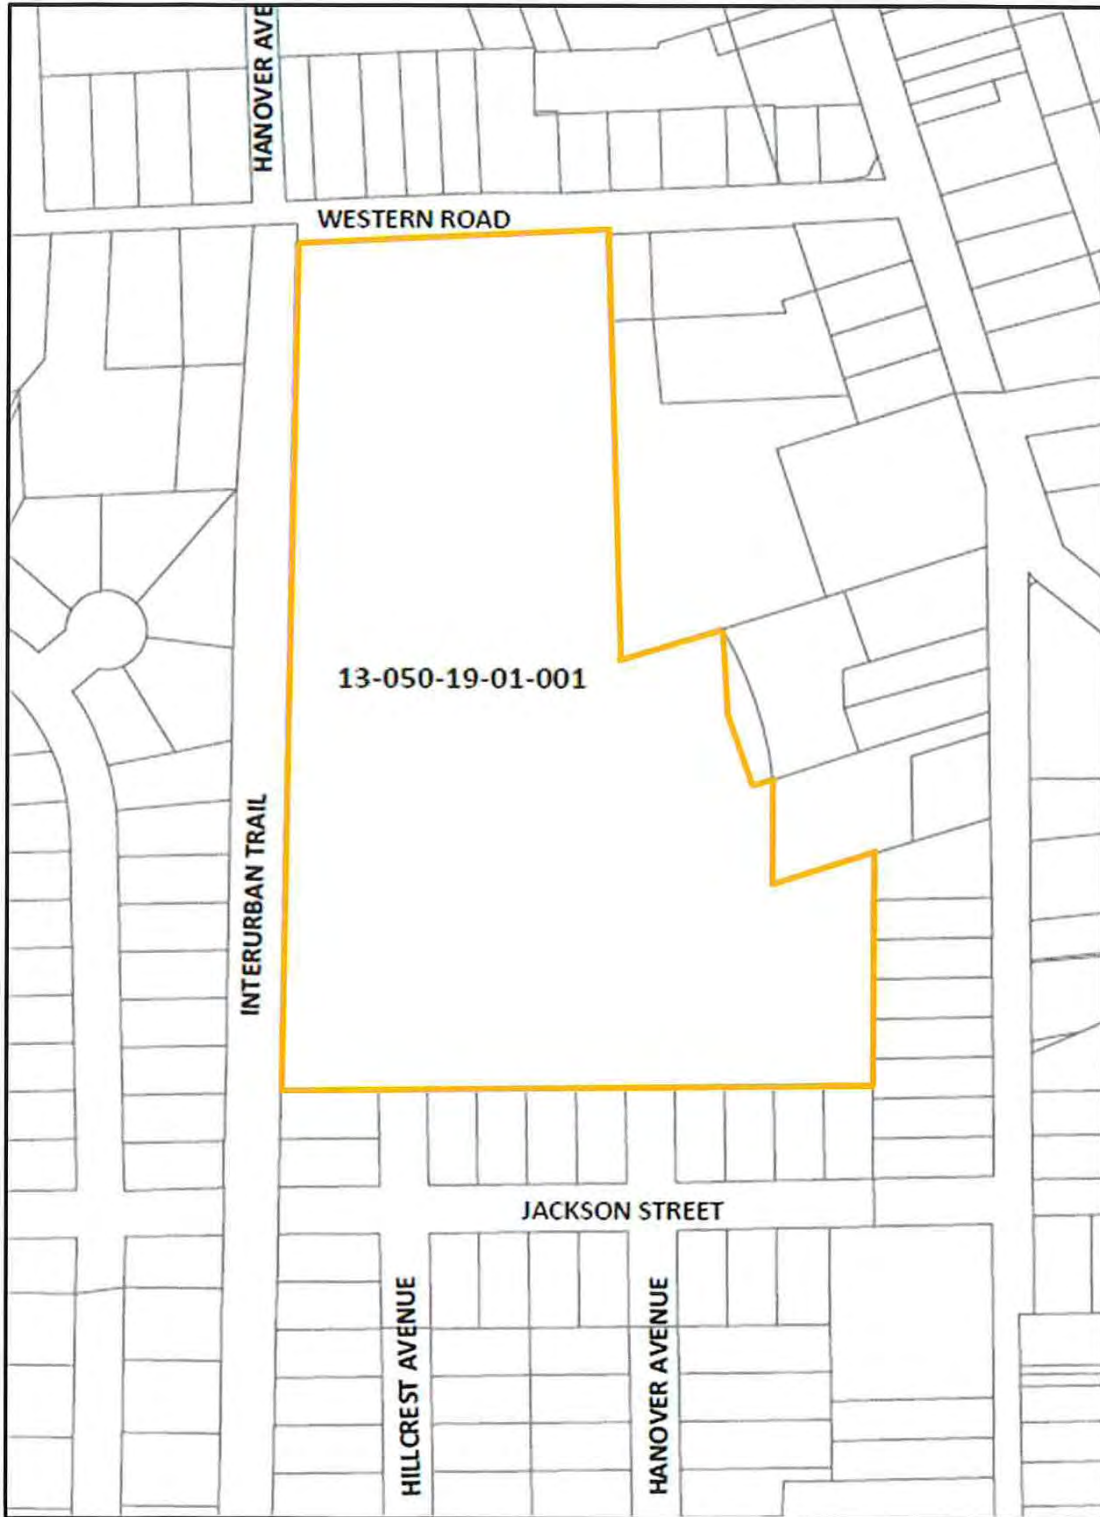 HANOVER AVE
WESTERN ROAD
13-050-19-01-001
INTERURBAN TRAIL
JACKSON STREET
HILLCREST AVENUE
HANOVER AVENUE